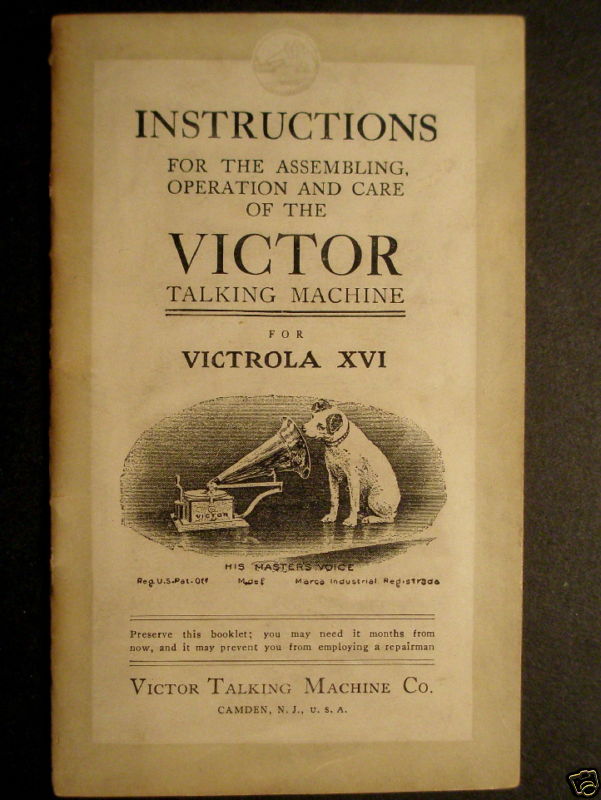 INSTRUCTIONS
FOR THE ASSEMBLING,
OPERATION AND CARE
OF THE
VICTOR
TALKING MACHINE
FOR
VICTROLA XVI
VICTOR
HIS MASTER'S VOICE
Reg. U.S. Pat. Off M. de F Marca Industrial Registrada
Preserve this booklet; you may need it months from
now, and it may prevent you from employing a repairman
VICTOR TALKING MACHINE CO.
CAMDEN, N. J., U. S. A.